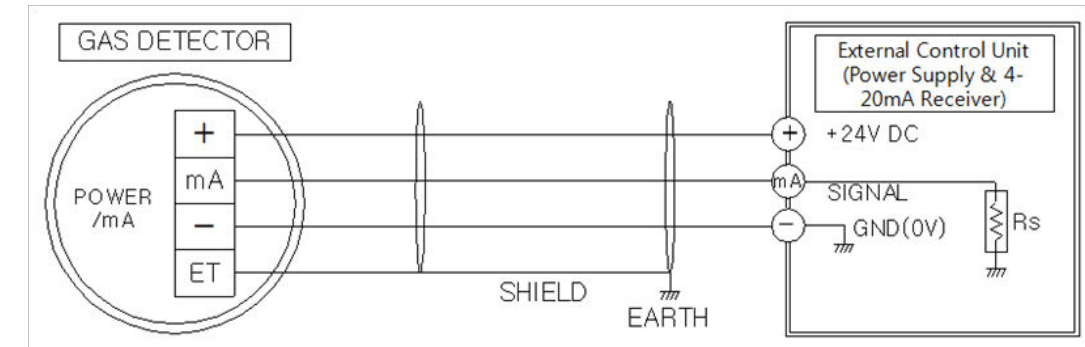 GAS DETECTOR
External Control Unit
(Power Supply & 4-
20mA Receiver)
POWER
/mA
+
mA
−
ET
SHIELD
EARTH
+
+24V DC
mA
SIGNAL
−
GND(0V)
Rs